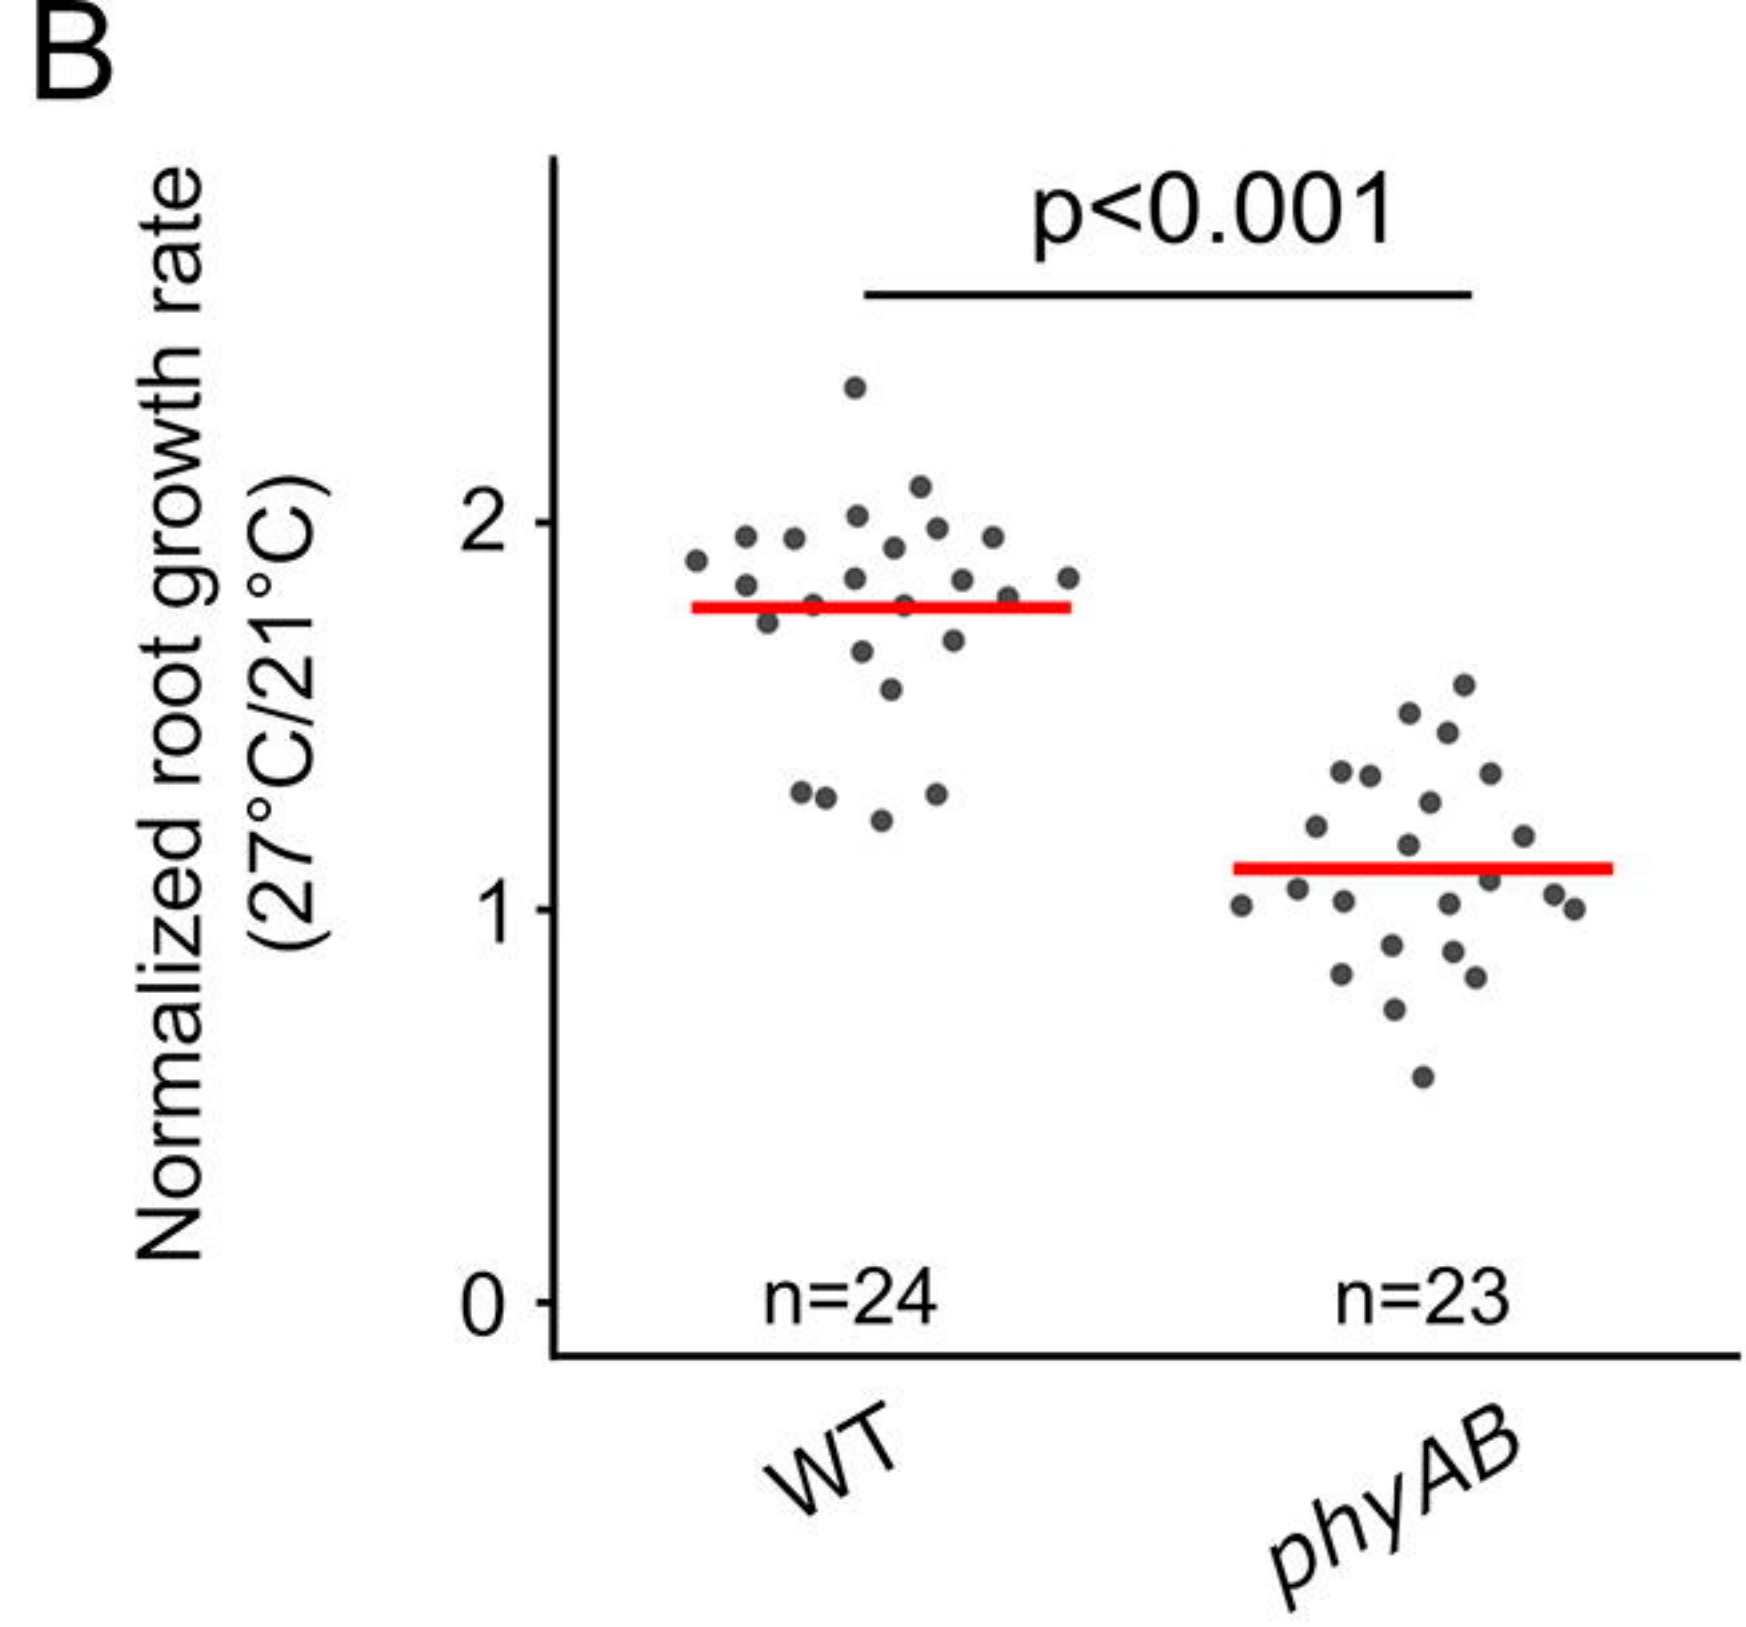 B
Normalized root growth rate
(27°C/21°C)
p<0.001
2
1
0
n=24
n=23
WT
phyAB